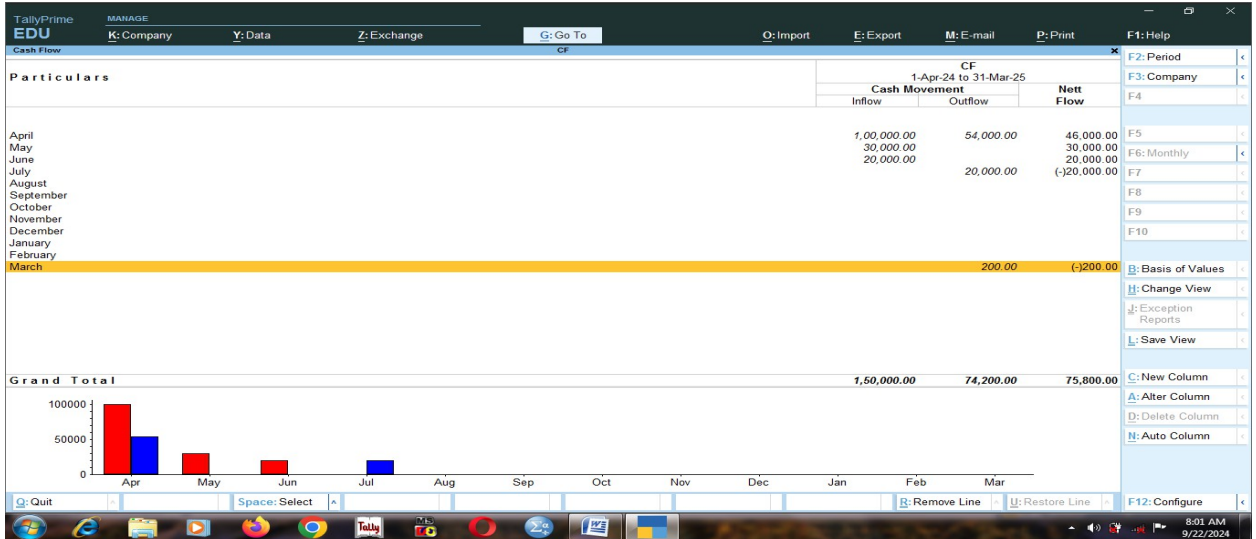 TallyPrime MANAGE
EDU K: Company Y: Data Z: Exchange G: Go To O: Import E: Export M: E-mail P: Print F1: Help
Cash Flow CF
Particulars
CF
1-Apr-24 to 31-Mar-25
Cash Movement Nett
Inflow Outflow Flow
April 1,00,000.00 54,000.00 46,000.00
May 30,000.00 30,000.00
June 20,000.00 20,000.00
July 20,000.00 (-)20,000.00
August
September
October
November
December
January
February
March 200.00 (-)200.00
Grand Total 1,50,000.00 74,200.00 75,800.00
100000
50000
0
Apr May Jun Jul Aug Sep Oct Nov Dec Jan Feb Mar
F2: Period
F3: Company
F4
F5
F6: Monthly
F7
F8
F9
F10
B: Basis of Values
H: Change View
J: Exception
Reports
L: Save View
C: New Column
A: Alter Column
D: Delete Column
N: Auto Column
Q: Quit Space: Select R: Remove Line U: Restore Line F12: Configure
Tally MS
8:01 AM
9/22/2024